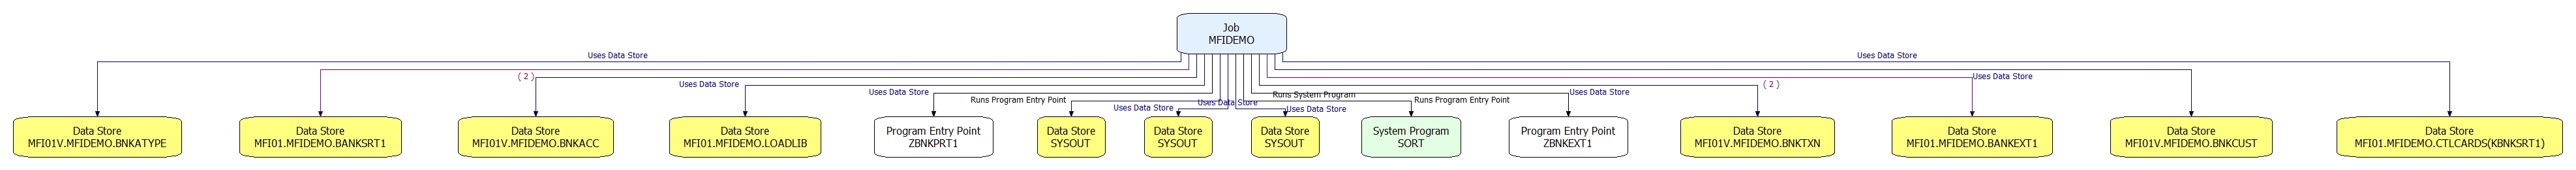 Job
MFIDEMO
Uses Data Store
Uses Data Store
( 2 )
Uses Data Store
Uses Data Store
( 2 )
Uses Data Store
Uses Data Store
Runs Program Entry Point
Runs System Program
Runs Program Entry Point
Uses Data Store
Uses Data Store
Uses Data Store
Data Store
MFI01V.MFIDEMO.BNKATYPE
Data Store
MFI01.MFIDEMO.BANKSRT1
Data Store
MFI01V.MFIDEMO.BNKACC
Data Store
MFI01.MFIDEMO.LOADLIB
Program Entry Point
ZBNKPRT1
Data Store
SYSOUT
Data Store
SYSOUT
Data Store
SYSOUT
System Program
SORT
Program Entry Point
ZBNKEXT1
Data Store
MFI01V.MFIDEMO.BNKTXN
Data Store
MFI01.MFIDEMO.BANKEXT1
Data Store
MFI01V.MFIDEMO.BNKCUST
Data Store
MFI01.MFIDEMO.CTLCARDS(KBNKSRT1)